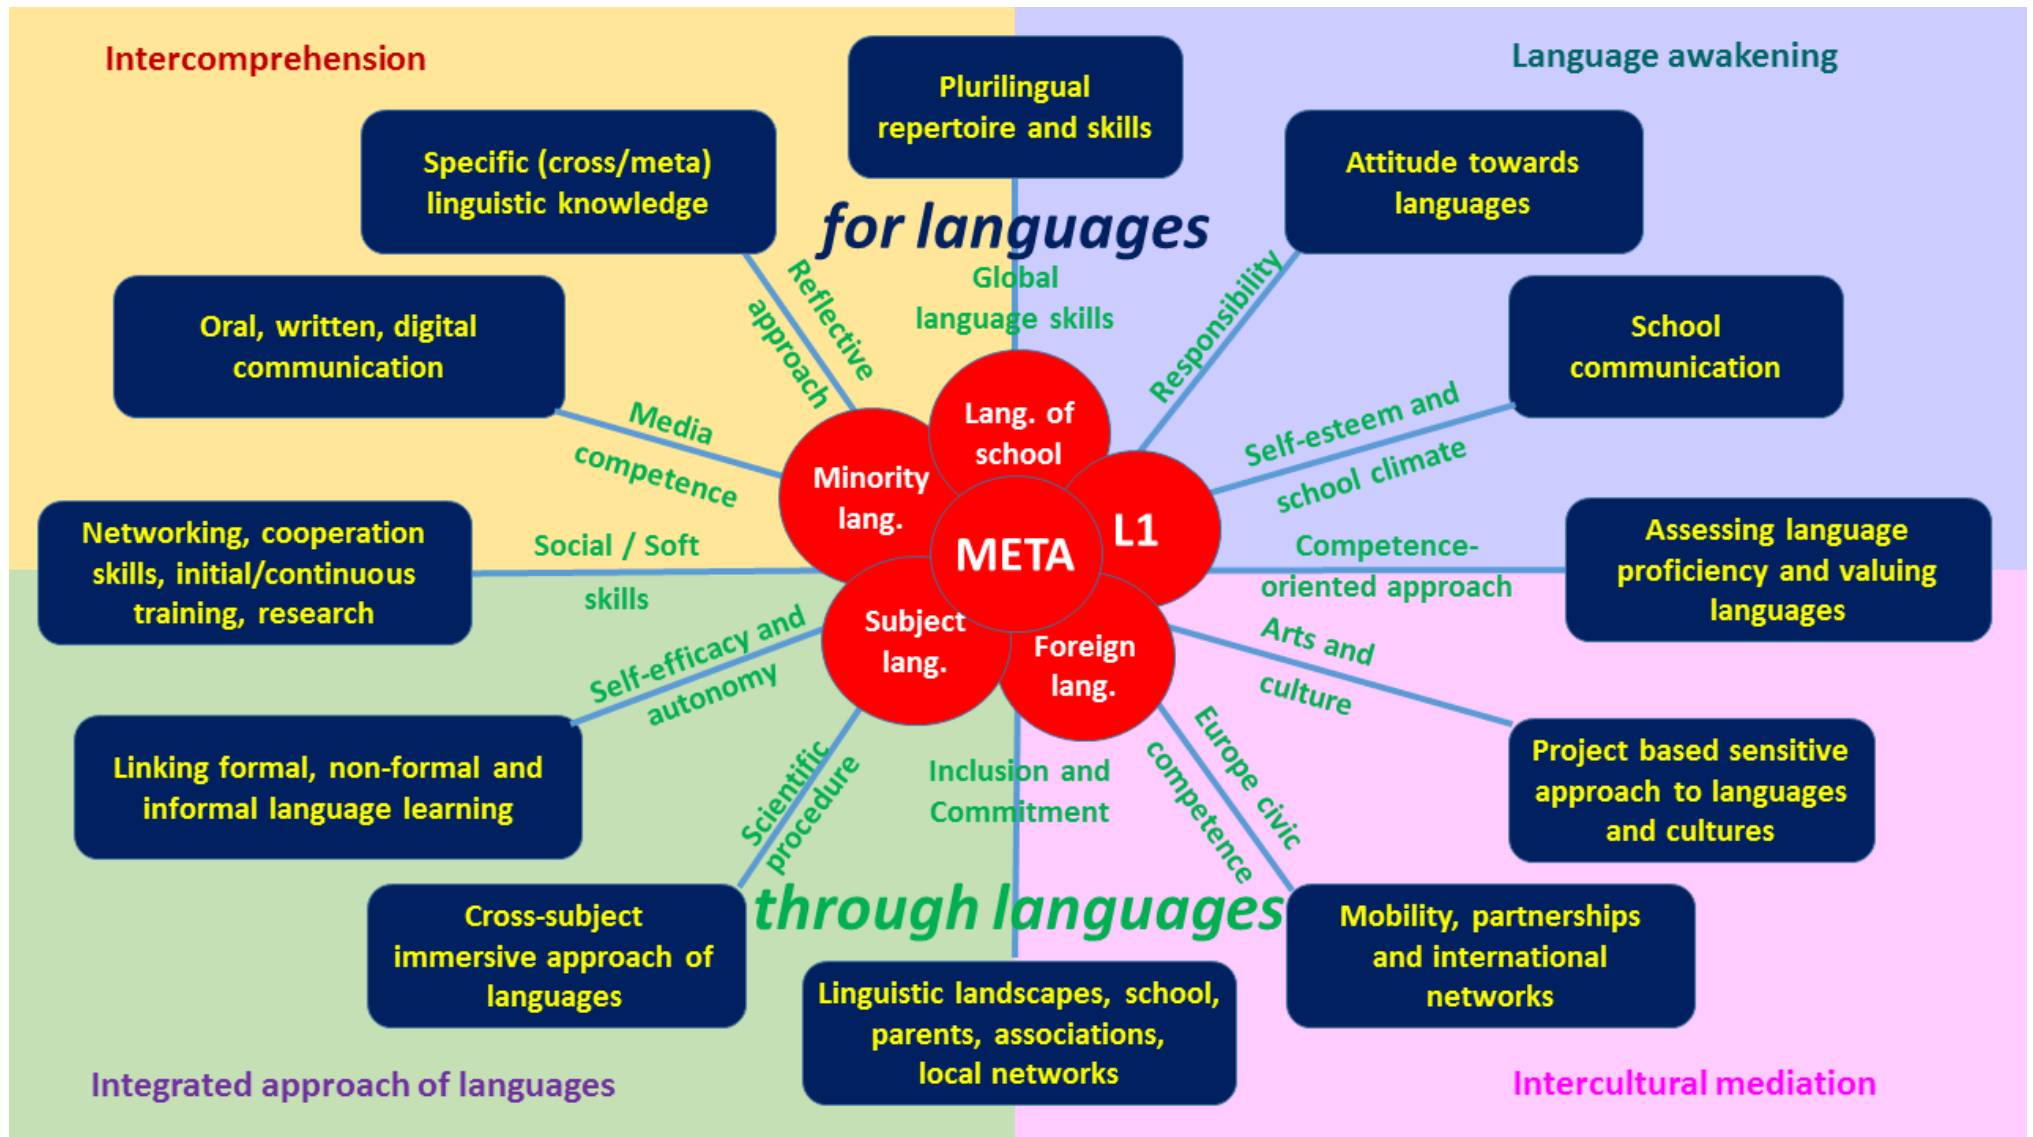 Intercomprehension
Language awakening
Plurilingual
repertoire and skills
Specific (cross/meta)
linguistic knowledge
Attitude towards
languages
for languages
Oral, written, digital
communication
School
communication
Reflective
approach
Global
language skills
Responsibility
Media
competence
Self-esteem and
school climate
Lang. of
school
Minority
lang.
META
L1
Networking, cooperation
skills, initial/continuous
training, research
Social / Soft
skills
Competence-
oriented approach
Assessing language
proficiency and valuing
languages
Subject
lang.
Foreign
lang.
Self-efficacy and
autonomy
Arts and
culture
Linking formal, non-formal and
informal language learning
Project based sensitive
approach to languages
and cultures
Scientific
procedure
Inclusion and
Commitment
Europe civic
competence
through languages
Cross-subject
immersive approach of
languages
Mobility, partnerships
and international
networks
Linguistic landscapes, school,
parents, associations,
local networks
Integrated approach of languages
Intercultural mediation